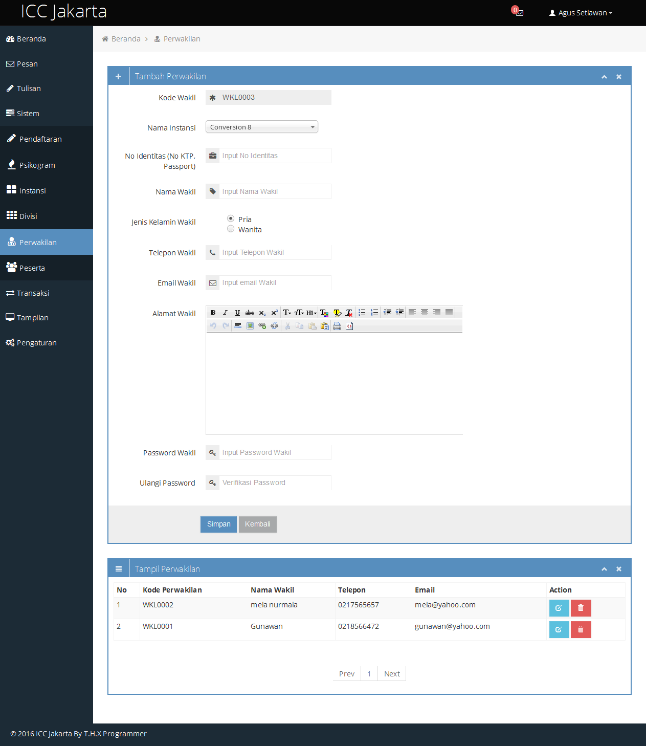 ICC Jakarta
0
Agus Setiawan
Beranda
Pesan
Tulisan
Sistem
Pendaftaran
Psikogram
Instansi
Divisi
Perwakilan
Peserta
Transaksi
Tampilan
Pengaturan
Beranda > Perwakilan
Tambah Perwakilan
Kode Wakil
WKL0003
Nama Instansi
Conversion 8
No Identitas (No KTP, Passport)
Input No Identitas
Nama Wakil
Input Nama Wakil
Jenis Kelamin Wakil
Pria
Wanita
Telepon Wakil
Input Telepon Wakil
Email Wakil
Input email Wakil
Alamat Wakil
Password Wakil
Input Password Wakil
Ulangi Password
Verifikasi Password
Simpan
Kembali
Tampil Perwakilan
No Kode Perwakilan Nama Wakil Telepon Email Action
1 WKL0002 mela nurmala 0217565657 mela@yahoo.com
2 WKL0001 Gunawan 0218566472 gunawan@yahoo.com
Prev 1 Next
© 2016 ICC Jakarta By T.H.X Programmer